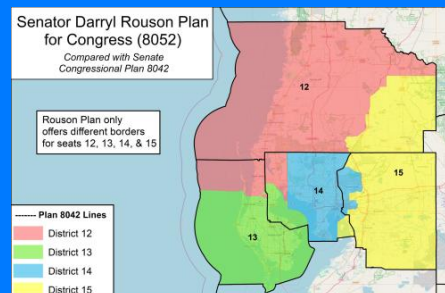 Senator Darryl Rouson Plan
for Congress (8052)
Compared with Senate
Congressional Plan 8042
Rouson Plan only
offers different borders
for seats 12, 13, 14, & 15
12
14
15
13
------- Plan 8042 Lines
District 12
District 13
District 14
District 15